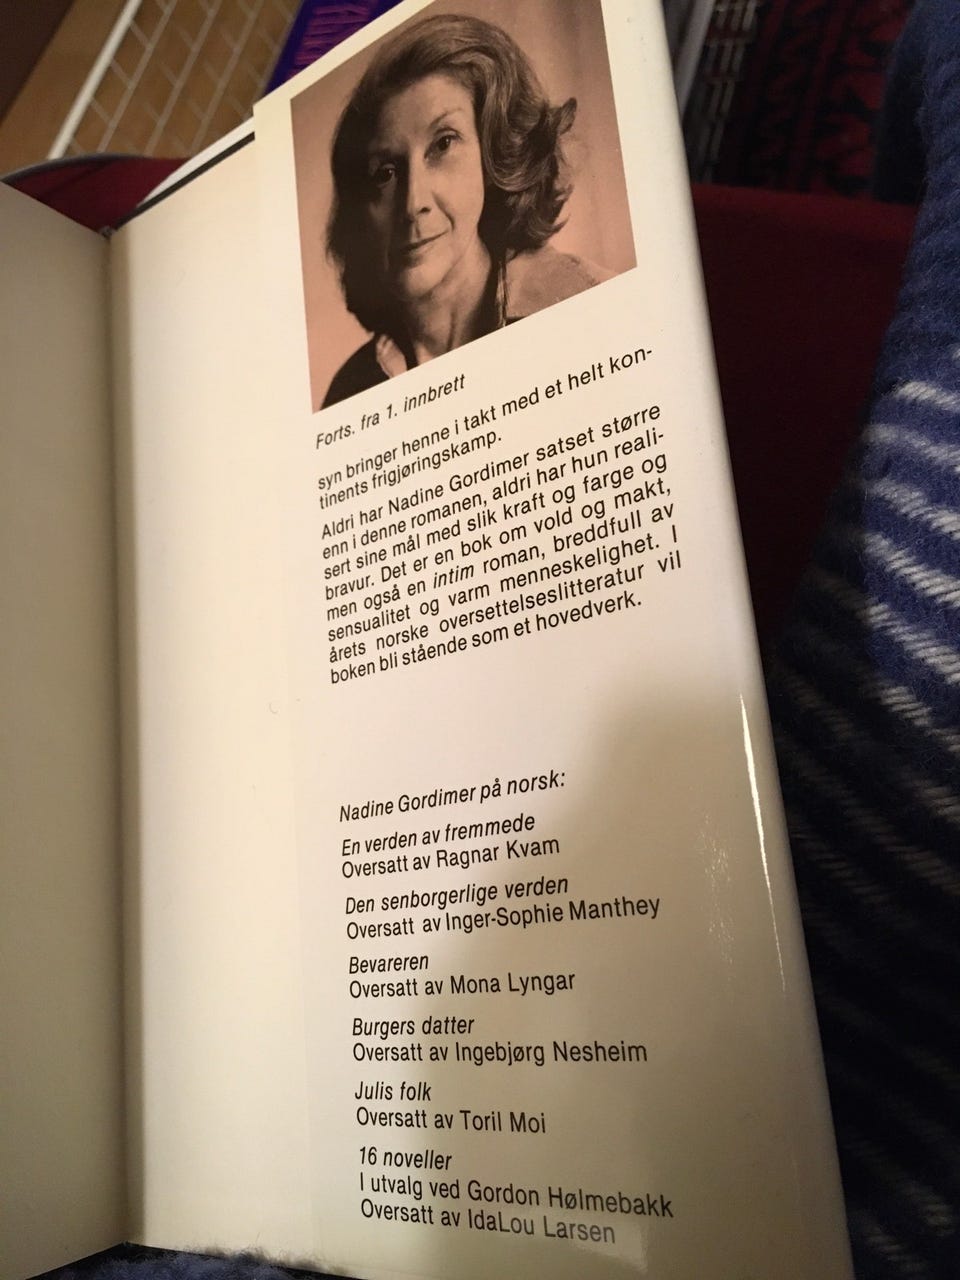 Forts. fra 1. innbrett
syn bringer henne i takt med et helt kon-
tinents frigjøringskamp.
Aldri har Nadine Gordimer satset større
enn i denne romanen, aldri har hun reali-
sert sine mål med slik kraft og farge og
bravur. Det er en bok om vold og makt,
men også en intim roman, breddfull av
sensualitet og varm menneskelighet. I
årets norske oversettelseslitteratur vil
boken bli stående som et hovedverk.
Nadine Gordimer på norsk:
En verden av fremmede
Oversatt av Ragnar Kvam
Den senborgerlige verden
Oversatt av Inger-Sophie Manthey
Bevareren
Oversatt av Mona Lyngar
Burgers datter
Oversatt av Ingebjørg Nesheim
Julis folk
Oversatt av Toril Moi
16 noveller
I utvalg ved Gordon Hølmebakk
Oversatt av IdaLou Larsen